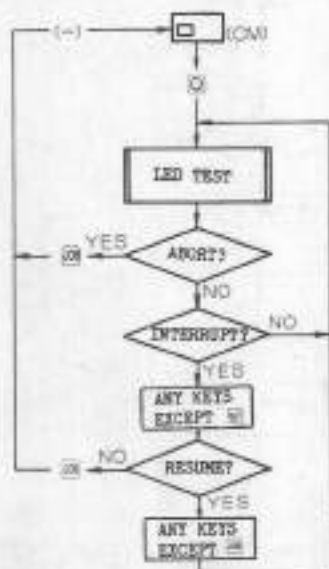 (—)
(CM)
LED TEST
YES
ABORT?
NO
INTERRUPT?
NO
YES
ANY KEYS
EXCEPT
NO
RESUME?
YES
ANY KEYS
EXCEPT